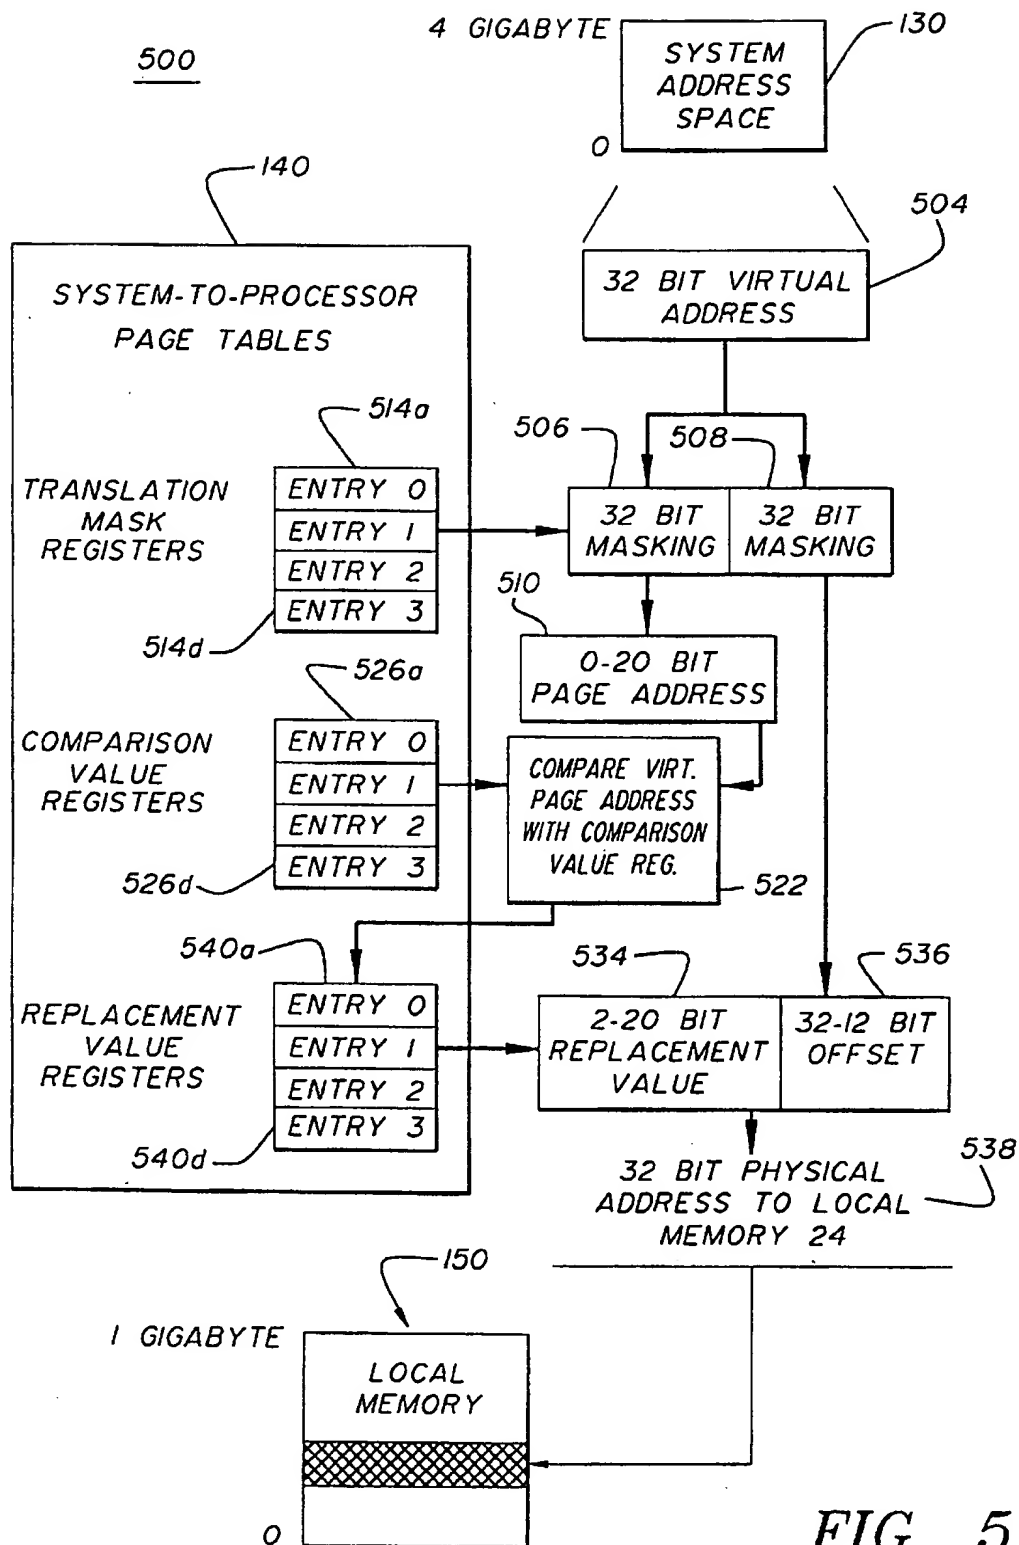 500
4 GIGABYTE
130
SYSTEM
ADDRESS
SPACE
0
140
504
32 BIT VIRTUAL
ADDRESS
SYSTEM-TO-PROCESSOR
PAGE TABLES
514a
506
508
TRANSLATION
MASK
REGISTERS
ENTRY 0
ENTRY 1
ENTRY 2
ENTRY 3
514d
32 BIT
MASKING
32 BIT
MASKING
510
0-20 BIT
PAGE ADDRESS
526a
COMPARISON
VALUE
REGISTERS
ENTRY 0
ENTRY 1
ENTRY 2
ENTRY 3
526d
COMPARE VIRT.
PAGE ADDRESS
WITH COMPARISON
VALUE REG.
522
540a
534
536
REPLACEMENT
VALUE
REGISTERS
ENTRY 0
ENTRY 1
ENTRY 2
ENTRY 3
540d
2-20 BIT
REPLACEMENT
VALUE
32-12 BIT
OFFSET
32 BIT PHYSICAL
ADDRESS TO LOCAL
MEMORY 24
538
150
1 GIGABYTE
LOCAL
MEMORY
0
FIG. 5